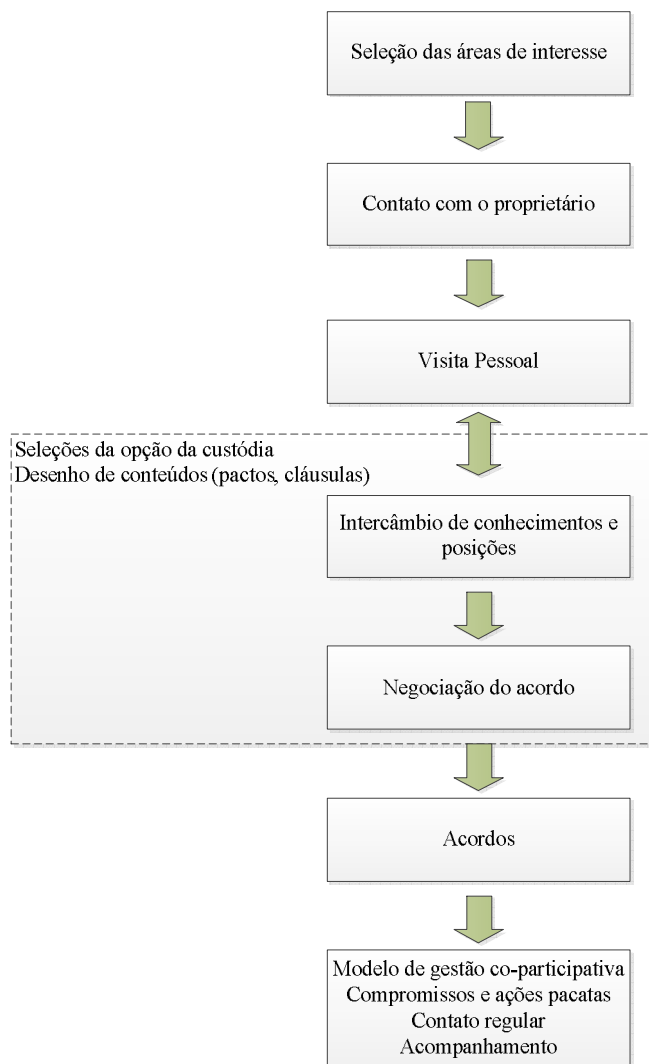 Seleção das áreas de interesse
Contato com o proprietário
Visita Pessoal
Seleções da opção da custódia
Desenho de conteúdos (pactos, cláusulas)
Intercâmbio de conhecimentos e
posições
Negociação do acordo
Acordos
Modelo de gestão co-participativa
Compromissos e ações pacatas
Contato regular
Acompanhamento